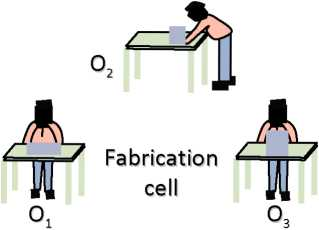 O₂
Fabrication
cell
O₁
O₃